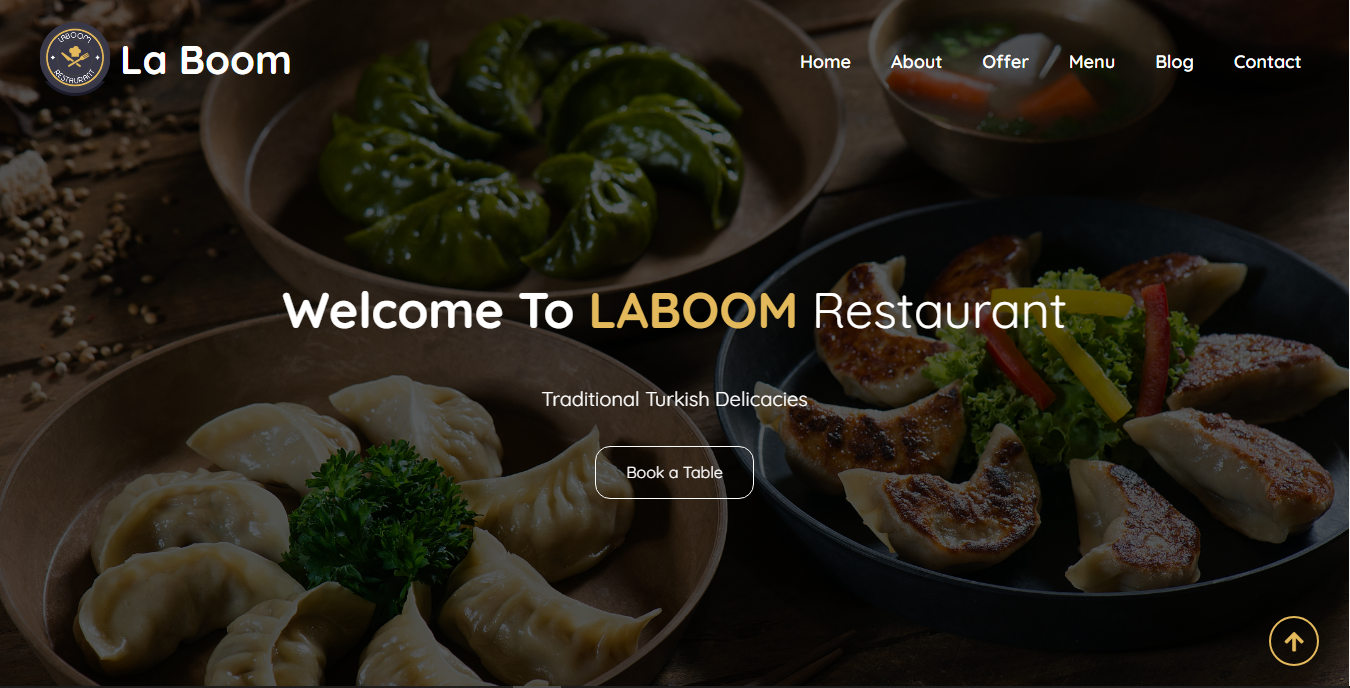 LABOOM
RESTAURANT
La Boom
Home About Offer Menu Blog Contact
Welcome To LABOOM Restaurant
Traditional Turkish Delicacies
Book a Table